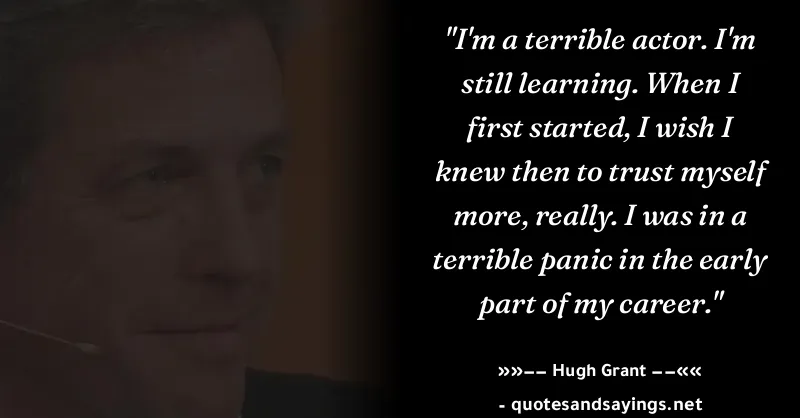 "I'm a terrible actor. I'm
still learning. When I
first started, I wish I
knew then to trust myself
more, really. I was in a
terrible panic in the early
part of my career."
»»−− Hugh Grant −−««
- quotesandsayings.net